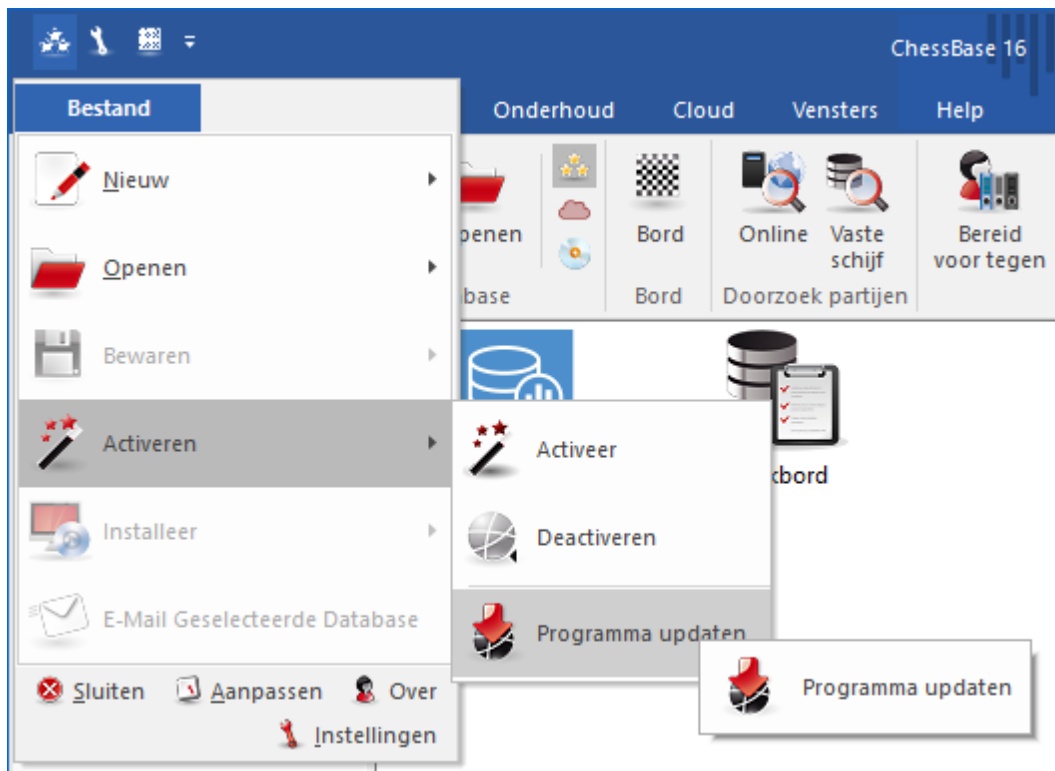 ChessBase 16
Bestand
Onderhoud
Cloud
Vensters
Help
Nieuw
Openen
Bewaren
Activeren
Installeer
E-Mail Geselecteerde Database
Sluiten
Aanpassen
Over
Instellingen
penen
base
Bord
Bord
Online
Vaste
schijf
Doorzoek partijen
Bereid
voor tegen
kbord
Activeer
Deactiveren
Programma updaten
Programma updaten